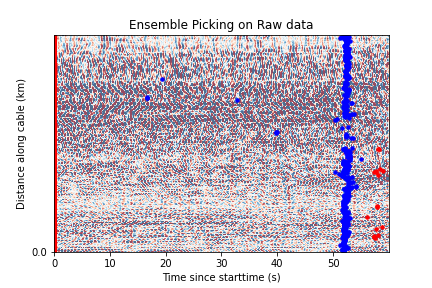 Ensemble Picking on Raw data
Distance along cable (km)
0.0
0 10 20 30 40 50
Time since starttime (s)